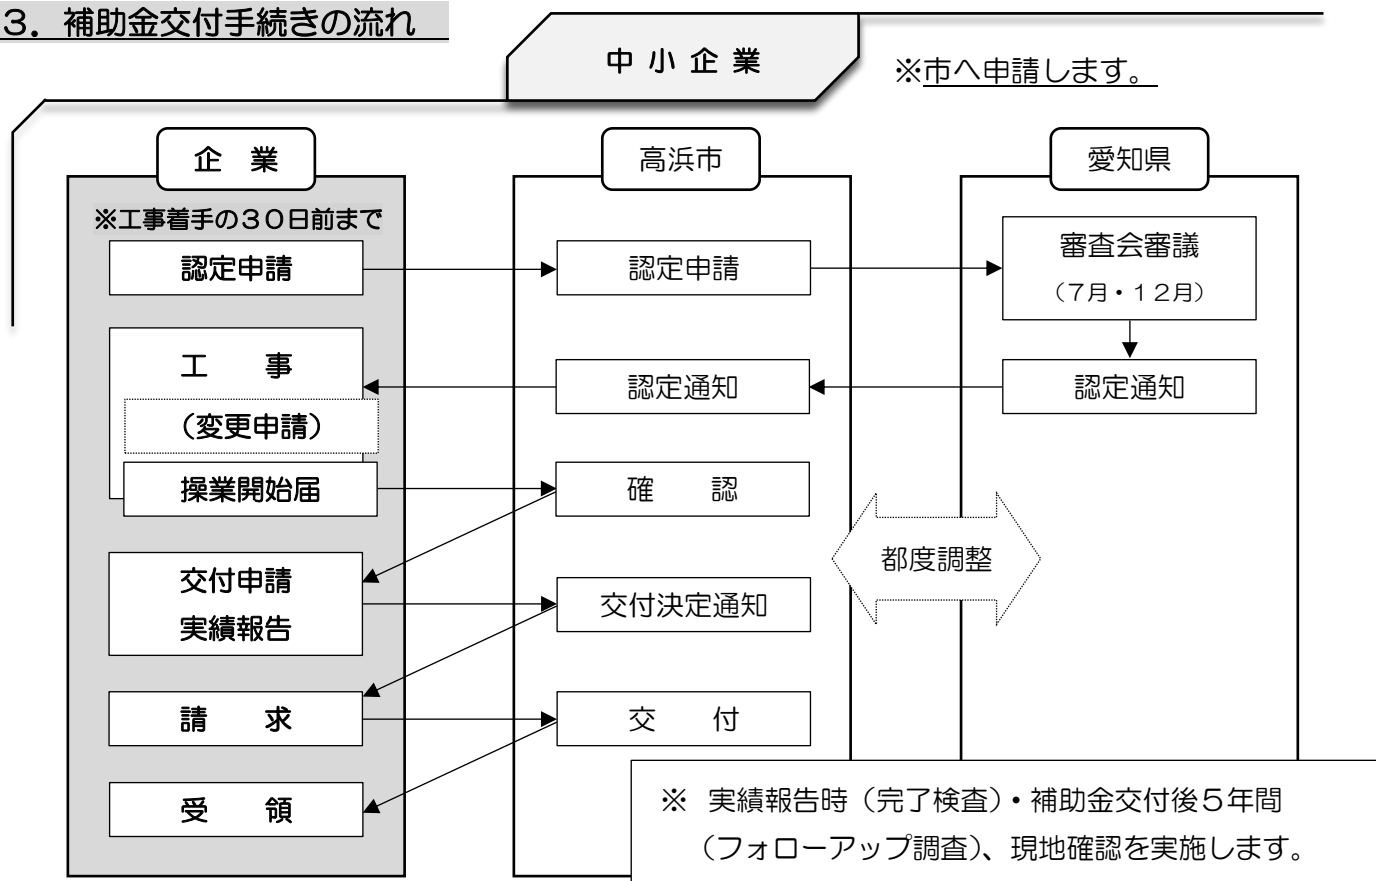 ３．補助金交付手続きの流れ
中 小 企 業
※市へ申請します。
企　業
高浜市
愛知県
※工事着手の３０日前まで
認定申請
認定申請
審査会審議
（７月・１２月）
工　　事
認定通知
認定通知
（変更申請）
操業開始届
確　　認
都度調整
交付申請
実績報告
交付決定通知
請　　求
交　　付
受　　領
※　実績報告時（完了検査）・補助金交付後５年間
（フォローアップ調査）、現地確認を実施します。